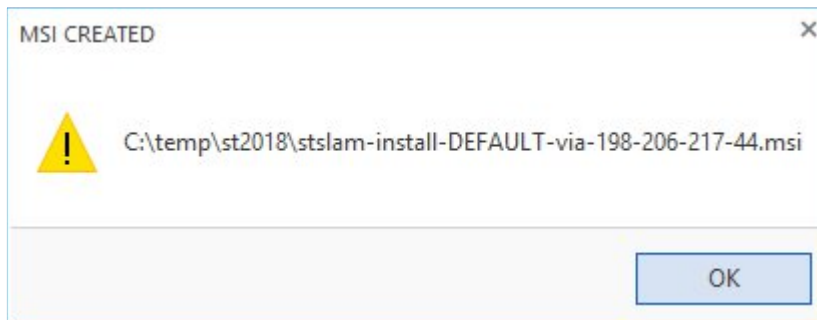 MSI CREATED
C:\temp\st2018\stslam-install-DEFAULT-via-198-206-217-44.msi
OK